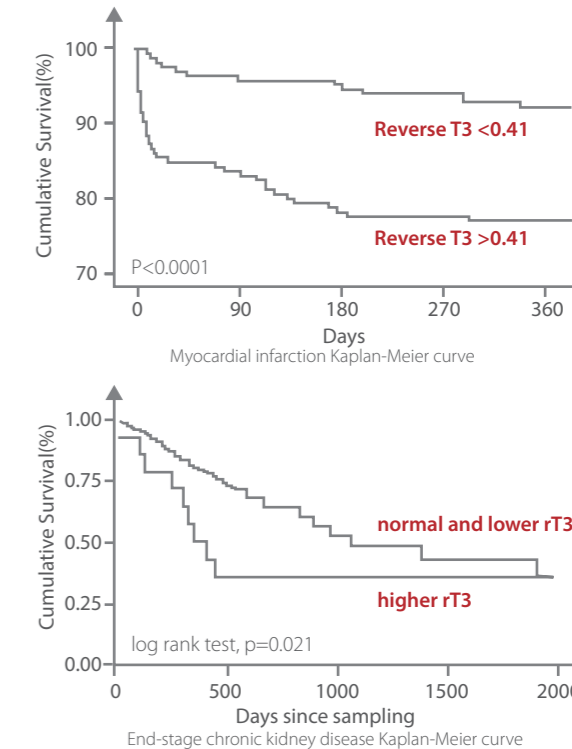 Cumulative Survival(%)
100
90
80
70
Reverse T3 <0.41
Reverse T3 >0.41
P<0.0001
0 90 180 270 360
Days
Myocardial infarction Kaplan-Meier curve
Cumulative Survival(%)
1.00
0.75
0.50
0.25
0.00
normal and lower rT3
higher rT3
log rank test, p=0.021
0 500 1000 1500 2000
Days since sampling
End-stage chronic kidney disease Kaplan-Meier curve